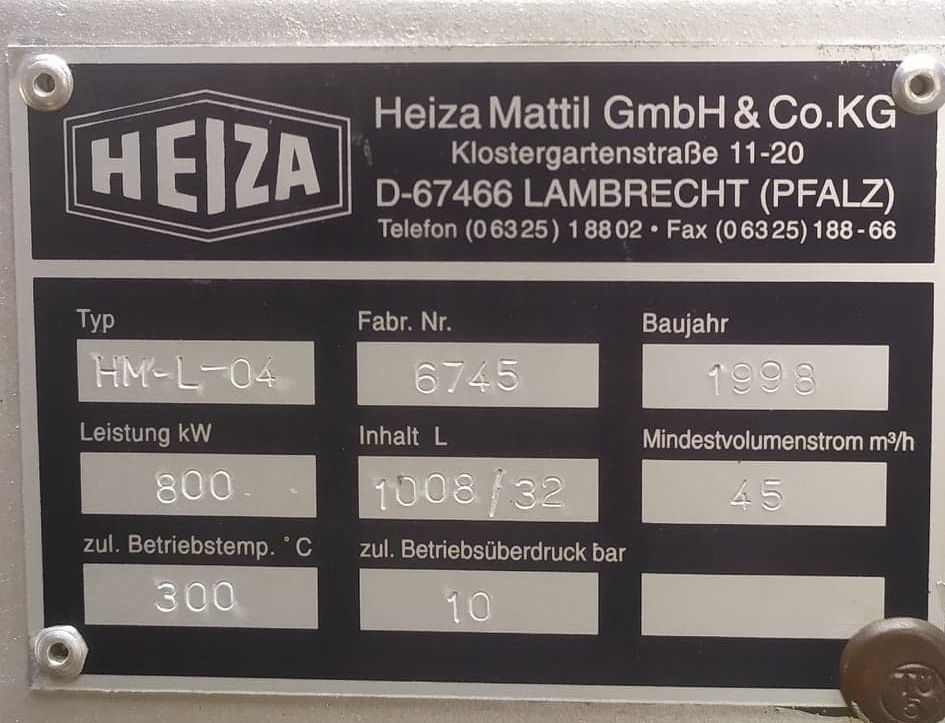 HEIZA
Heiza Mattil GmbH & Co.KG
Klostergartenstraße 11-20
D-67466 LAMBRECHT (PFALZ)
Telefon (06325) 18802 • Fax (06325) 188-66
Typ Fabr. Nr. Baujahr
HM-L-04 6745 1998
Leistung kW Inhalt L Mindestvolumenstrom m³/h
800 1008/32 45
zul. Betriebstemp. °C zul. Betriebsüberdruck bar
300 10